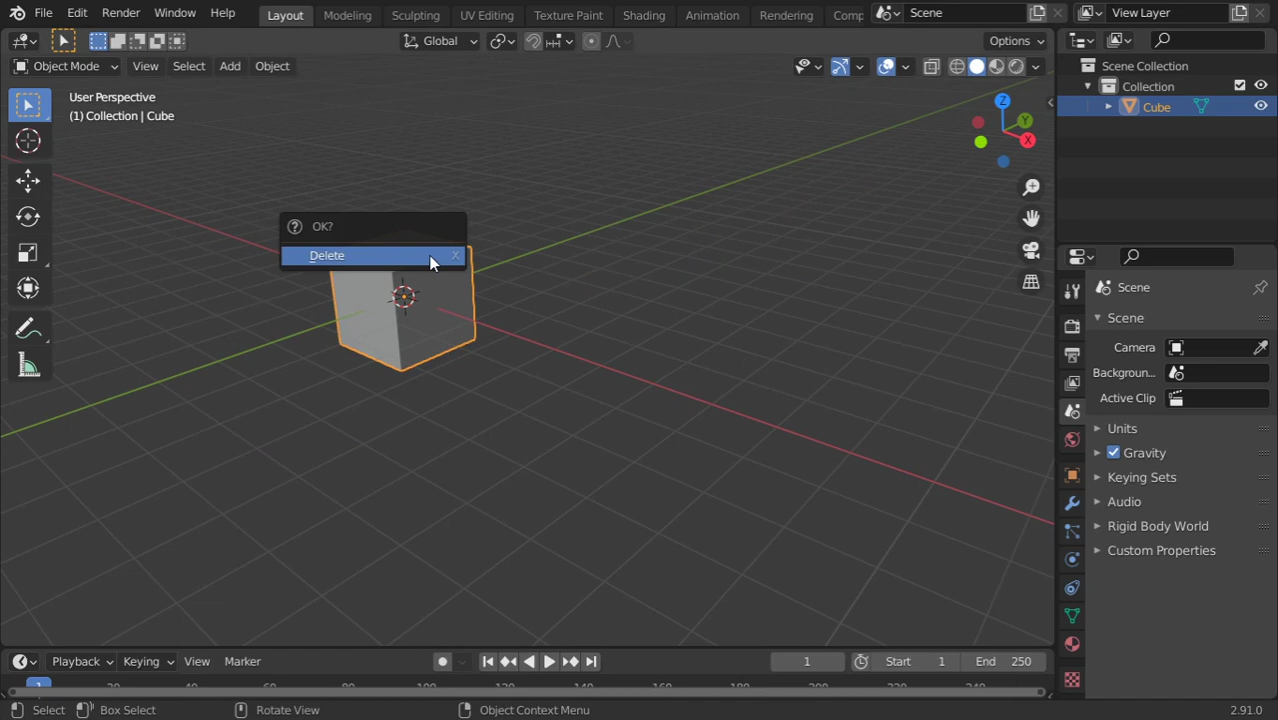 File Edit Render Window Help Layout Modeling Sculpting UV Editing Texture Paint Shading Animation Rendering Comp Scene View Layer
Global Options
Object Mode View Select Add Object
Scene Collection
Collection
Cube
User Perspective
(1) Collection | Cube
Z
Y
X
OK?
Delete X
Scene
Scene
Camera
Backgroun...
Active Clip
Units
Gravity
Keying Sets
Audio
Rigid Body World
Custom Properties
Playback Keying View Marker 1 Start 1 End 250
1
Select Box Select Rotate View Object Context Menu 2.91.0